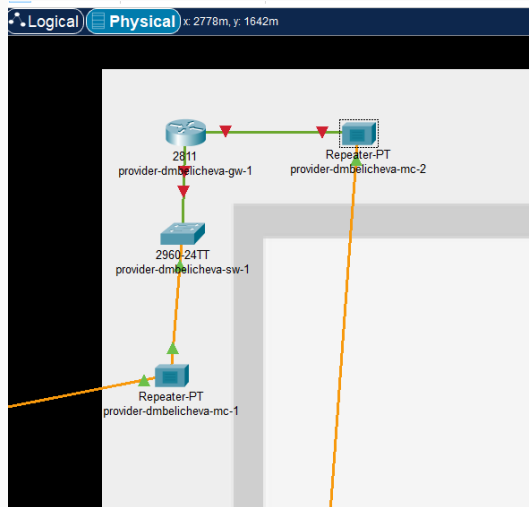 Logical Physical x: 2778m, y: 1642m
2811
provider-dmbelicheva-gw-1
Repeater-PT
provider-dmbelicheva-mc-2
2960-24TT
provider-dmbelicheva-sw-1
Repeater-PT
provider-dmbelicheva-mc-1